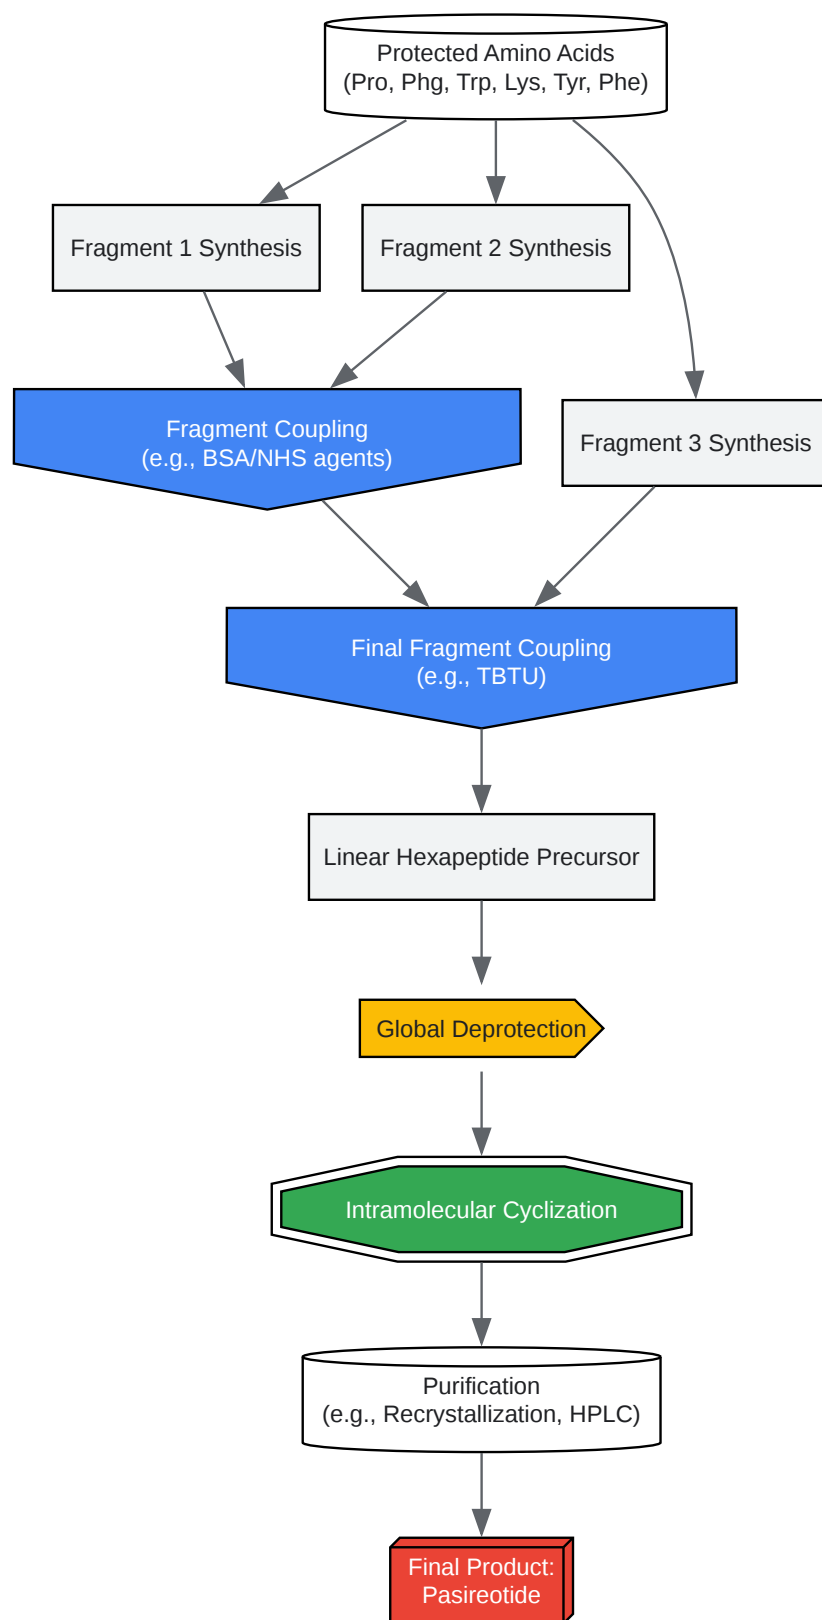 Protected Amino Acids
(Pro, Phg, Trp, Lys, Tyr, Phe)
Fragment 1 Synthesis
Fragment 2 Synthesis
Fragment Coupling
(e.g., BSA/NHS agents)
Fragment 3 Synthesis
Final Fragment Coupling
(e.g., TBTU)
Linear Hexapeptide Precursor
Global Deprotection
Intramolecular Cyclization
Purification
(e.g., Recrystallization, HPLC)
Final Product:
Pasireotide